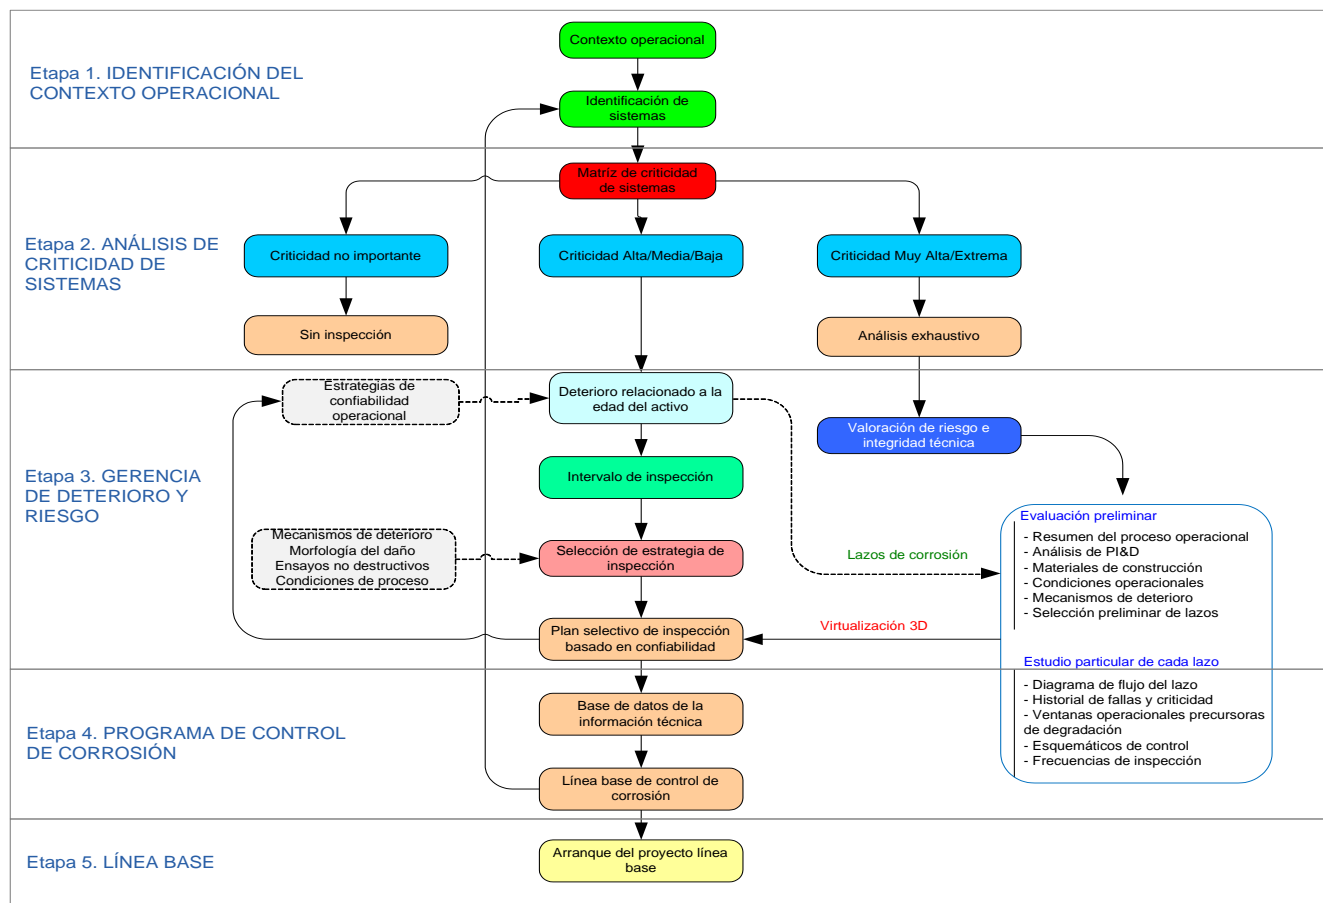 Contexto operacional
Etapa 1. IDENTIFICACIÓN DEL
CONTEXTO OPERACIONAL
Identificación de
sistemas
Matríz de criticidad
de sistemas
Etapa 2. ANÁLISIS DE
CRITICIDAD DE
SISTEMAS
Criticidad no importante
Criticidad Alta/Media/Baja
Criticidad Muy Alta/Extrema
Sin inspección
Análisis exhaustivo
Etapa 3. GERENCIA
DE DETERIORO Y
RIESGO
Estrategias de
confiabilidad
operacional
Deterioro relacionado a la
edad del activo
Valoración de riesgo e
integridad técnica
Intervalo de inspección
Mecanismos de deterioro
Morfología del daño
Ensayos no destructivos
Condiciones de proceso
Selección de estrategia de
inspección
Lazos de corrosión
Evaluación preliminar
- Resumen del proceso operacional
- Análisis de PI&D
- Materiales de construcción
- Condiciones operacionales
- Mecanismos de deterioro
- Selección preliminar de lazos
Plan selectivo de inspección
basado en confiabilidad
Virtualización 3D
Estudio particular de cada lazo
- Diagrama de flujo del lazo
- Historial de fallas y criticidad
- Ventanas operacionales precursoras
de degradación
- Esquemáticos de control
- Frecuencias de inspección
Etapa 4. PROGRAMA DE CONTROL
DE CORROSIÓN
Base de datos de la
información técnica
Línea base de control de
corrosión
Etapa 5. LÍNEA BASE
Arranque del proyecto línea
base